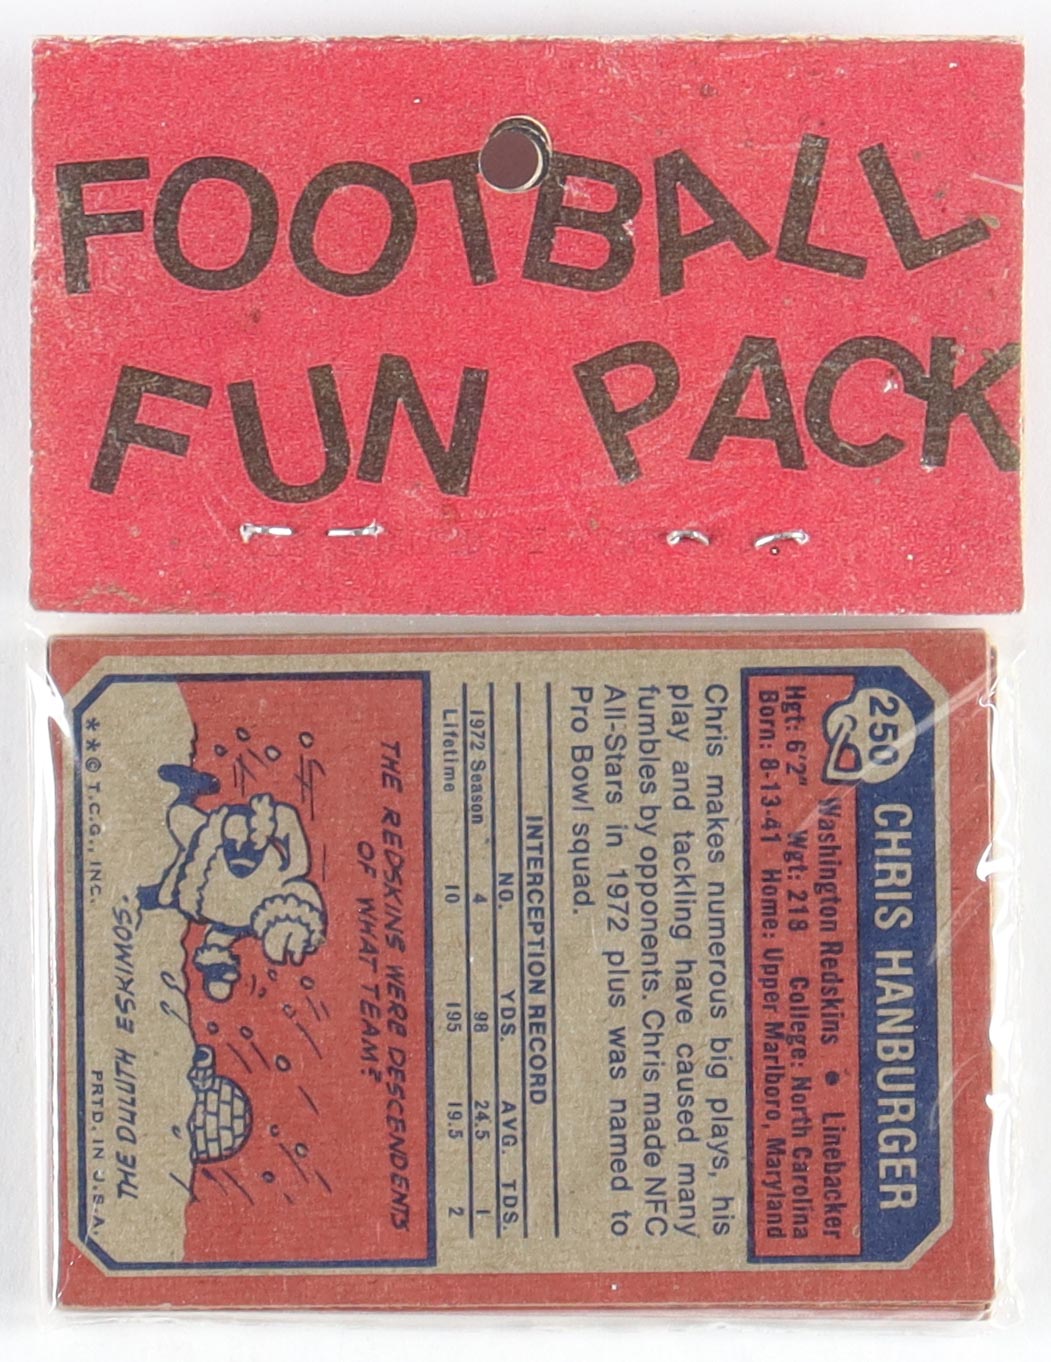 FOOTBALL
FUN PACK
250 CHRIS HANBURGER
Washington Redskins • Linebacker
Hgt: 6'2" Wgt: 218 College: North Carolina
Born: 8-13-41 Home: Upper Marlboro, Maryland
Chris makes numerous big plays, his
play and tackling have caused many
fumbles by opponents. Chris made NFC
All-Stars in 1972 plus was named to
Pro Bowl squad.
INTERCEPTION RECORD
NO. YDS. AVG. TDS.
1972 Season 4 98 24.5 1
Lifetime 10 195 19.5 2
THE REDSKINS WERE DESCENDENTS
OF WHAT TEAM?
THE DULUTH ESKIMOS.
**© T.C.G., INC. PRTD. IN U.S.A.